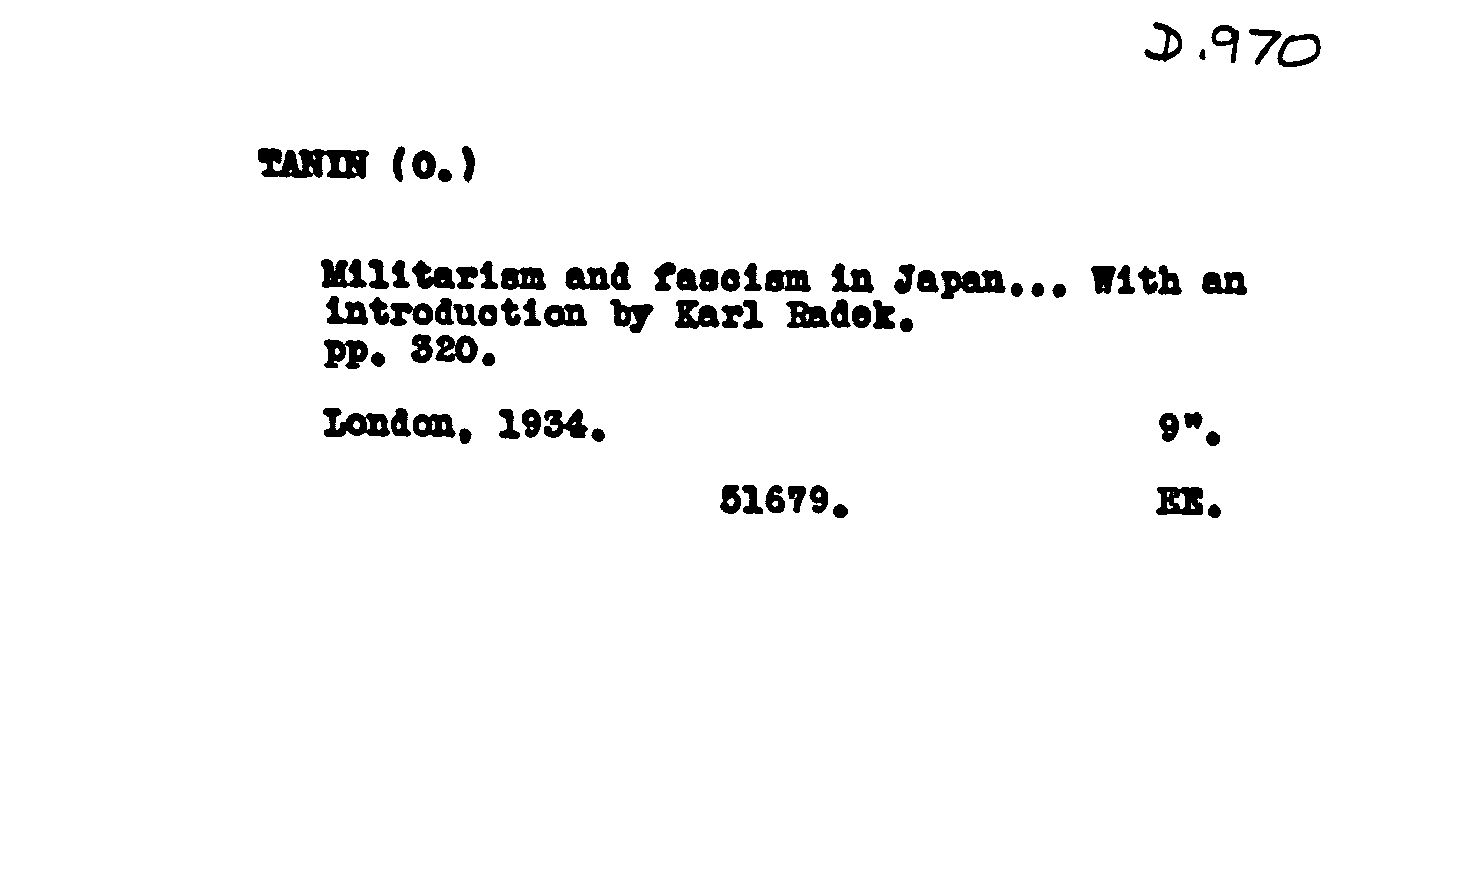 D.970
TANIN (O.)
Militarism and fascism in Japan... With an
introduction by Karl Radek.
pp. 320.
London, 1934. 9".
51679. EE.